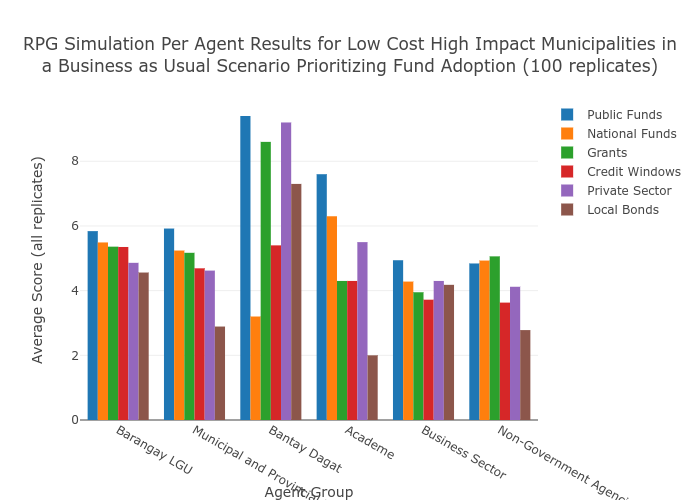 RPG Simulation Per Agent Results for Low Cost High Impact Municipalities in
a Business as Usual Scenario Prioritizing Fund Adoption (100 replicates)
Public Funds
National Funds
Grants
Credit Windows
Private Sector
Local Bonds
Average Score (all replicates)
8
6
4
2
0
Barangay LGU
Municipal and
Bantay Dagat
Academe
Business Sector
Non-Government
Agent Group